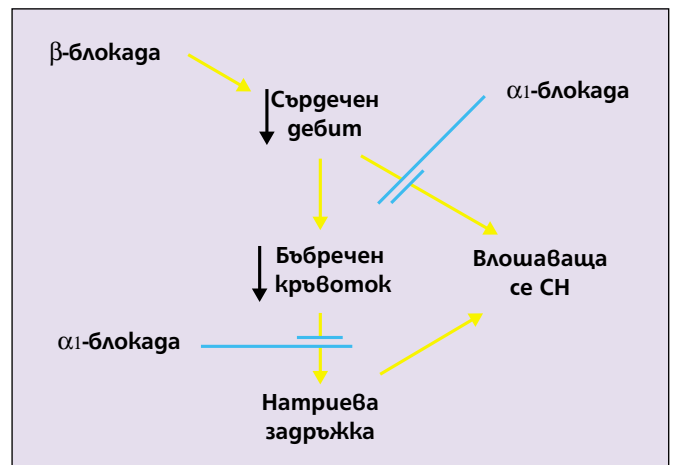 β-блокада
Сърдечен
дебит
α1-блокада
Бъбречен
кръвоток
Влошаваща
се СН
α1-блокада
Натриева
задръжка